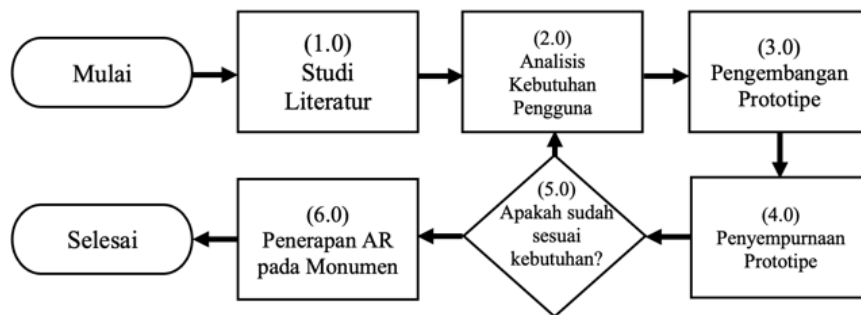 Mulai
(1.0)
Studi
Literatur
(2.0)
Analisis
Kebutuhan
Pengguna
(3.0)
Pengembangan
Prototipe
(4.0)
Penyempurnaan
Prototipe
(5.0)
Apakah sudah
sesuai
kebutuhan?
(6.0)
Penerapan AR
pada Monumen
Selesai